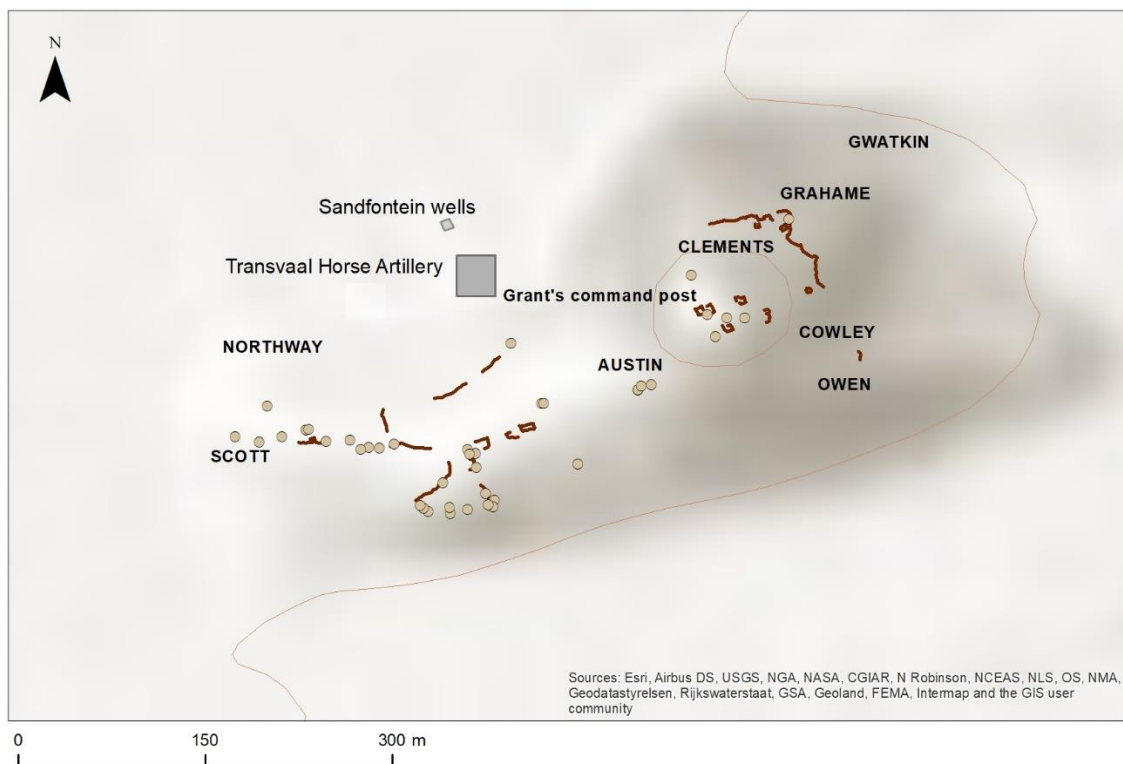 N
GWATKIN
GRAHAME
Sandfontein wells
CLEMENTS
Transvaal Horse Artillery
Grant's command post
COWLEY
NORTHWAY
AUSTIN
OWEN
SCOTT
Sources: Esri, Airbus DS, USGS, NGA, NASA, CGIAR, N Robinson, NCEAS, NLS, OS, NMA,
Geodatastyrelsen, Rijkswaterstaat, GSA, Geoland, FEMA, Intermap and the GIS user
community
0 150 300 m